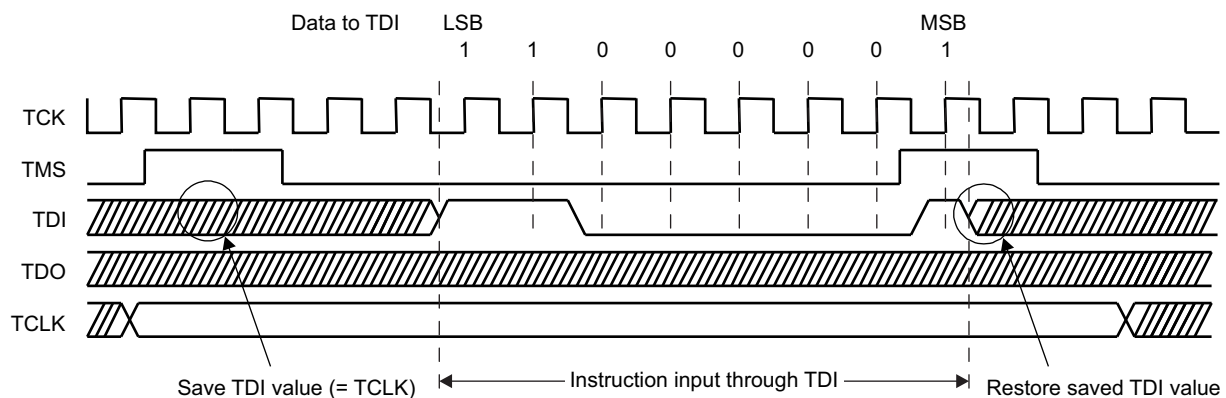 Data to TDI LSB MSB
1 1 0 0 0 0 0 1
TCK
TMS
TDI
TDO
TCLK
Save TDI value (= TCLK) Instruction input through TDI Restore saved TDI value